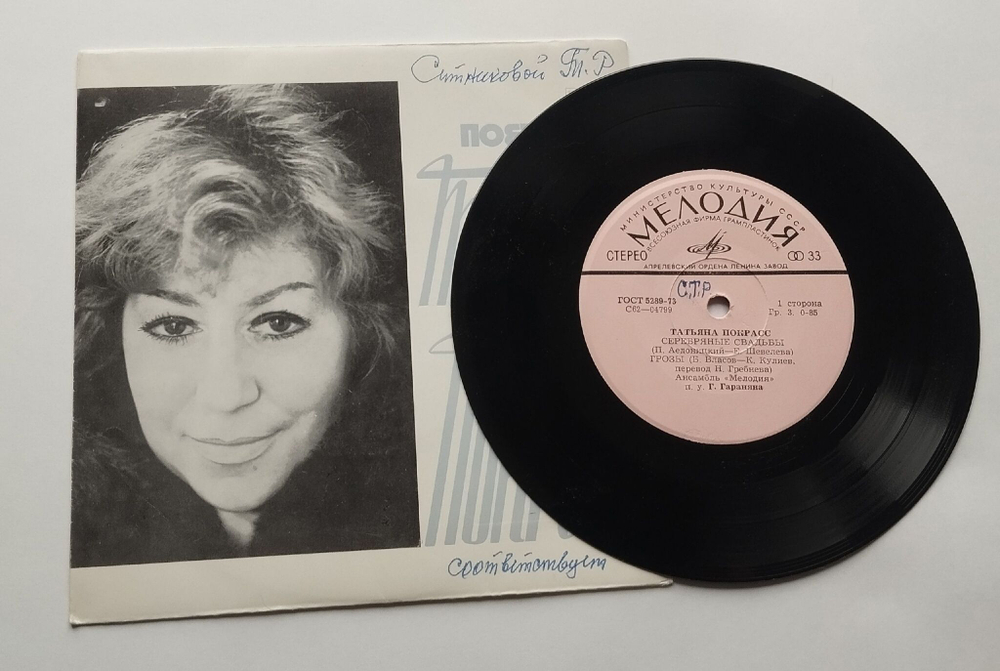 Ситниковой Т.Р
ПОЕТ
соответствует
МИНИСТЕРСТВО КУЛЬТУРЫ СССР
МЕЛОДИЯ
ВСЕСОЮЗНАЯ ФИРМА ГРАМПЛАСТИНОК
СТЕРЕО 33
АПРЕЛЕВСКИЙ ОРДЕНА ЛЕНИНА ЗАВОД
С.Т.Р.
ГОСТ 5289-73 1 сторона
С62—04799 Гр. 3. 0-85
ТАТЬЯНА ПОКРАСС
СЕРЕБРЯНЫЕ СВАДЬБЫ
(П. Аедоницкий—Е. Шевелева)
ГРОЗЫ (В. Власов—К. Кулиев,
перевод Н. Гребнева)
Ансамбль «Мелодия»
п. у. Г. Гараняна